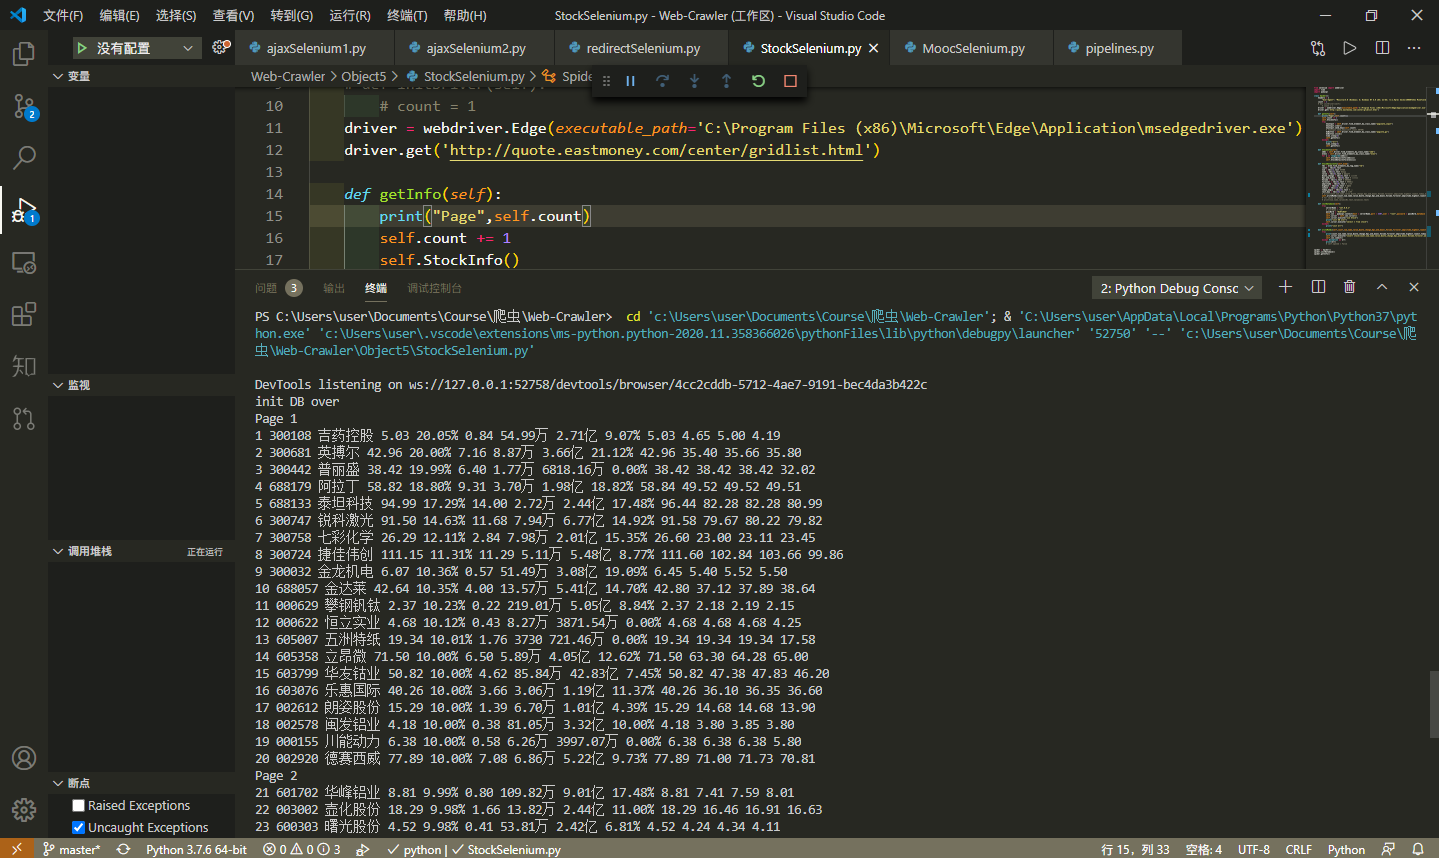 文件(F) 编辑(E) 选择(S) 查看(V) 转到(G) 运行(R) 终端(T) 帮助(H) StockSelenium.py - Web-Crawler (工作区) - Visual Studio Code
没有配置
ajaxSelenium1.py ajaxSelenium2.py redirectSelenium.py StockSelenium.py MoocSelenium.py pipelines.py
变量
Web-Crawler > Object5 > StockSelenium.py > Spide
10 # count = 1
11 driver = webdriver.Edge(executable_path='C:\Program Files (x86)\Microsoft\Edge\Application\msedgedriver.exe')
12 driver.get('http://quote.eastmoney.com/center/gridlist.html')
13
14 def getInfo(self):
15 print("Page",self.count)
16 self.count += 1
17 self.StockInfo()
问题 3 输出 终端 调试控制台 2: Python Debug Consc
PS C:\Users\user\Documents\Course\爬虫\Web-Crawler> cd 'c:\Users\user\Documents\Course\爬虫\Web-Crawler'; & 'C:\Users\user\AppData\Local\Programs\Python\Python37\pyt
hon.exe' 'c:\Users\user\.vscode\extensions\ms-python.python-2020.11.358366026\pythonFiles\lib\python\debugpy\launcher' '52750' '--' 'c:\Users\user\Documents\Course\爬
虫\Web-Crawler\Object5\StockSelenium.py'
DevTools listening on ws://127.0.0.1:52758/devtools/browser/4cc2cddb-5712-4ae7-9191-bec4da3b422c
init DB over
Page 1
1 300108 吉药控股 5.03 20.05% 0.84 54.99万 2.71亿 9.07% 5.03 4.65 5.00 4.19
2 300681 英搏尔 42.96 20.00% 7.16 8.87万 3.66亿 21.12% 42.96 35.40 35.66 35.80
3 300442 普丽盛 38.42 19.99% 6.40 1.77万 6818.16万 0.00% 38.42 38.42 38.42 32.02
4 688179 阿拉丁 58.82 18.80% 9.31 3.70万 1.98亿 18.82% 58.84 49.52 49.52 49.51
5 688133 泰坦科技 94.99 17.29% 14.00 2.72万 2.44亿 17.48% 96.44 82.28 82.28 80.99
6 300747 锐科激光 91.50 14.63% 11.68 7.94万 6.77亿 14.92% 91.58 79.67 80.22 79.82
7 300758 七彩化学 26.29 12.11% 2.84 7.98万 2.01亿 15.35% 26.60 23.00 23.11 23.45
8 300724 捷佳伟创 111.15 11.31% 11.29 5.11万 5.48亿 8.77% 111.60 102.84 103.66 99.86
9 300032 金龙机电 6.07 10.36% 0.57 51.49万 3.08亿 19.09% 6.45 5.40 5.52 5.50
10 688057 金达莱 42.64 10.35% 4.00 13.57万 5.41亿 14.70% 42.80 37.12 37.89 38.64
11 000629 攀钢钒钛 2.37 10.23% 0.22 219.01万 5.05亿 8.84% 2.37 2.18 2.19 2.15
12 000622 恒立实业 4.68 10.12% 0.43 8.27万 3871.54万 0.00% 4.68 4.68 4.68 4.25
13 605007 五洲特纸 19.34 10.01% 1.76 3730 721.46万 0.00% 19.34 19.34 19.34 17.58
14 605358 立昂微 71.50 10.00% 6.50 5.89万 4.05亿 12.62% 71.50 63.30 64.28 65.00
15 603799 华友钴业 50.82 10.00% 4.62 85.84万 42.83亿 7.45% 50.82 47.38 47.83 46.20
16 603076 乐惠国际 40.26 10.00% 3.66 3.06万 1.19亿 11.37% 40.26 36.10 36.35 36.60
17 002612 朗姿股份 15.29 10.00% 1.39 6.70万 1.01亿 4.39% 15.29 14.68 14.68 13.90
18 002578 闽发铝业 4.18 10.00% 0.38 81.05万 3.32亿 10.00% 4.18 3.80 3.85 3.80
19 000155 川能动力 6.38 10.00% 0.58 6.26万 3997.07万 0.00% 6.38 6.38 6.38 5.80
20 002920 德赛西威 77.89 10.00% 7.08 6.86万 5.22亿 9.73% 77.89 71.00 71.73 70.81
Page 2
21 601702 华峰铝业 8.81 9.99% 0.80 109.82万 9.01亿 17.48% 8.81 7.41 7.59 8.01
22 003002 壶化股份 18.29 9.98% 1.66 13.82万 2.44亿 11.00% 18.29 16.46 16.91 16.63
23 600303 曙光股份 4.52 9.98% 0.41 53.81万 2.42亿 6.81% 4.52 4.24 4.34 4.11
监视
调用堆栈 正在运行
断点
Raised Exceptions
Uncaught Exceptions
知
2
1
master* Python 3.7.6 64-bit 0 0 3 python | StockSelenium.py 行 15，列 33 空格: 4 UTF-8 CRLF Python